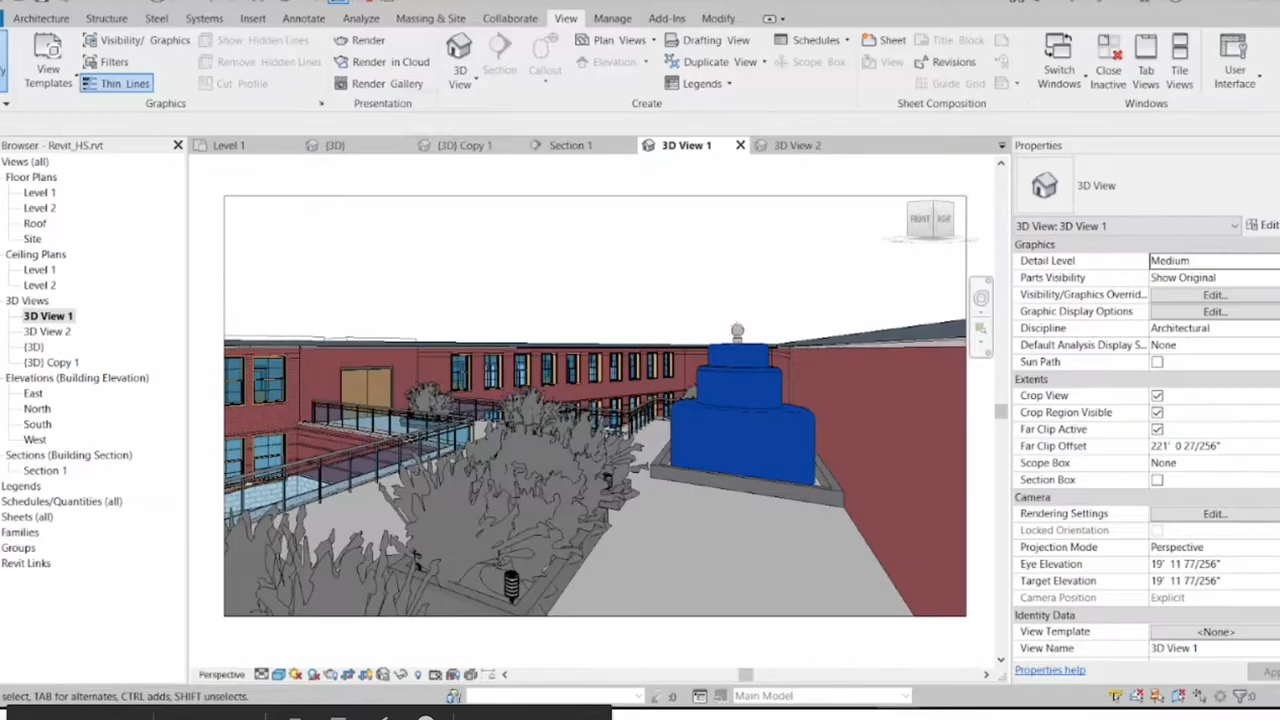 Architecture Structure Steel Systems Insert Annotate Analyze Massing & Site Collaborate View Manage Add-Ins Modify
View Templates
Visibility/ Graphics
Filters
Thin Lines
Show Hidden Lines
Remove Hidden Lines
Cut Profile
Graphics
Render
Render in Cloud
Render Gallery
Presentation
3D View
Section
Callout
Plan Views
Elevation
Drafting View
Duplicate View
Legends
Schedules
Scope Box
Create
Sheet
View
Title Block
Revisions
Guide Grid
Sheet Composition
Switch Windows
Close Inactive
Tab Views
Tile Views
Windows
User Interface
Browser - Revit_HS.rvt
Views (all)
Floor Plans
Level 1
Level 2
Roof
Site
Ceiling Plans
Level 1
Level 2
3D Views
3D View 1
3D View 2
{3D}
{3D} Copy 1
Elevations (Building Elevation)
East
North
South
West
Sections (Building Section)
Section 1
Legends
Schedules/Quantities (all)
Sheets (all)
Families
Groups
Revit Links
Level 1 {3D} {3D} Copy 1 Section 1 3D View 1 3D View 2
FRONT
Perspective
Properties
3D View
3D View: 3D View 1 Edit
Graphics
Detail Level Medium
Parts Visibility Show Original
Visibility/Graphics Overrid... Edit...
Graphic Display Options Edit...
Discipline Architectural
Default Analysis Display S... None
Sun Path
Extents
Crop View
Crop Region Visible
Far Clip Active
Far Clip Offset 221' 0 27/256"
Scope Box None
Section Box
Camera
Rendering Settings Edit...
Locked Orientation
Projection Mode Perspective
Eye Elevation 19' 11 77/256"
Target Elevation 19' 11 77/256"
Camera Position Explicit
Identity Data
View Template <None>
View Name 3D View 1
Properties help
select, TAB for alternates, CTRL adds, SHIFT unselects.
:0
Main Model
:0